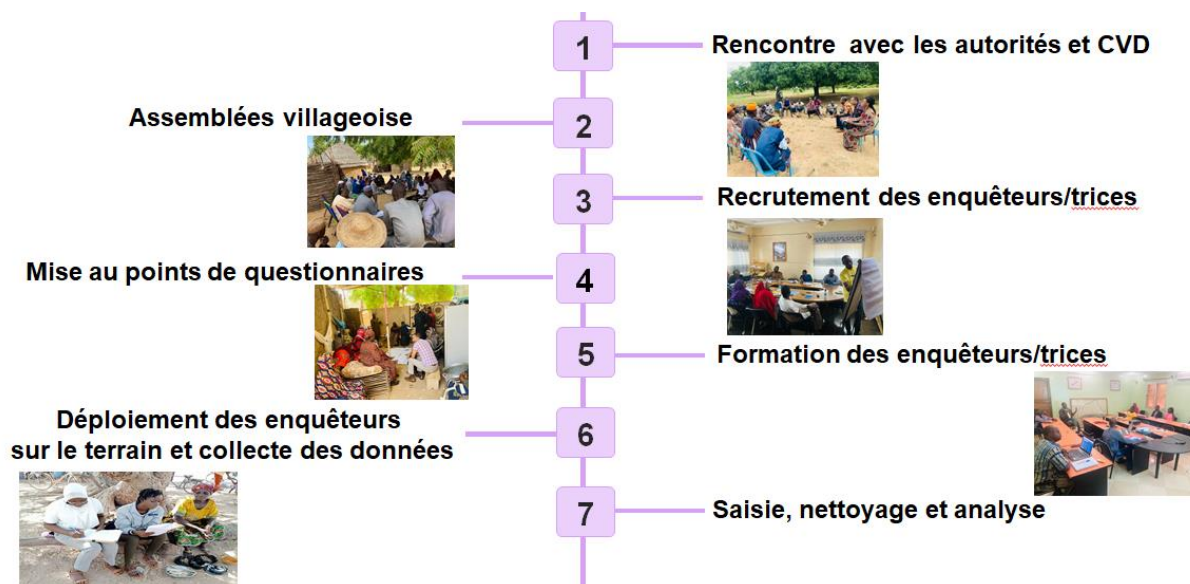 1
Rencontre avec les autorités et CVD
Assemblées villageoise
2
3
Recrutement des enquêteurs/trices
Mise au points de questionnaires
4
5
Formation des enquêteurs/trices
Déploiement des enquêteurs
sur le terrain et collecte des données
6
7
Saisie, nettoyage et analyse